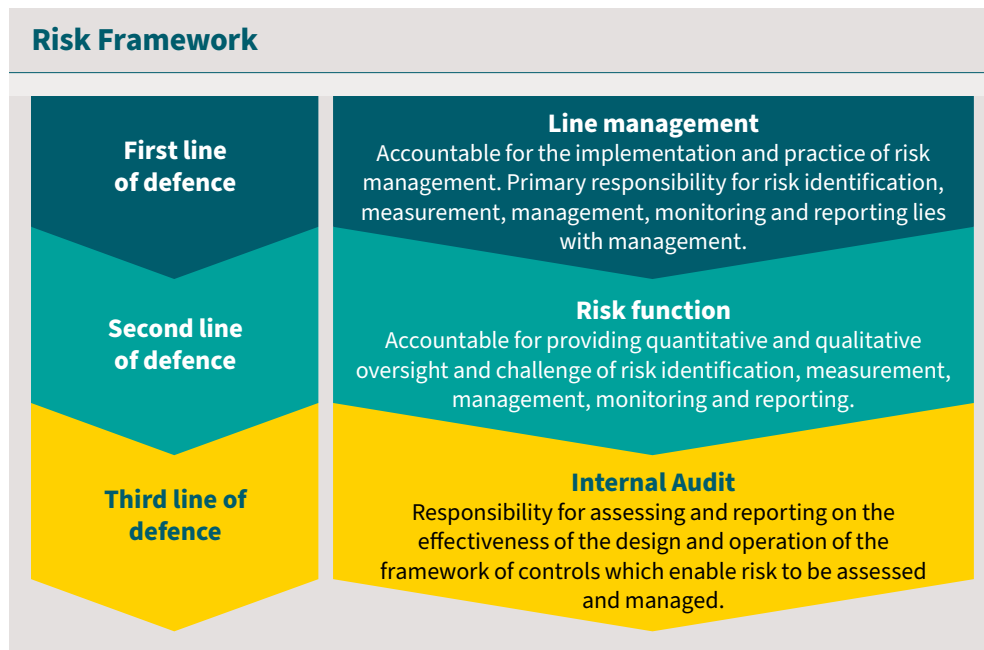 Risk Framework
First line
of defence
Line management
Accountable for the implementation and practice of risk
management. Primary responsibility for risk identification,
measurement, management, monitoring and reporting lies
with management.
Second line
of defence
Risk function
Accountable for providing quantitative and qualitative
oversight and challenge of risk identification, measurement,
management, monitoring and reporting.
Third line of
defence
Internal Audit
Responsibility for assessing and reporting on the
effectiveness of the design and operation of the
framework of controls which enable risk to be assessed
and managed.